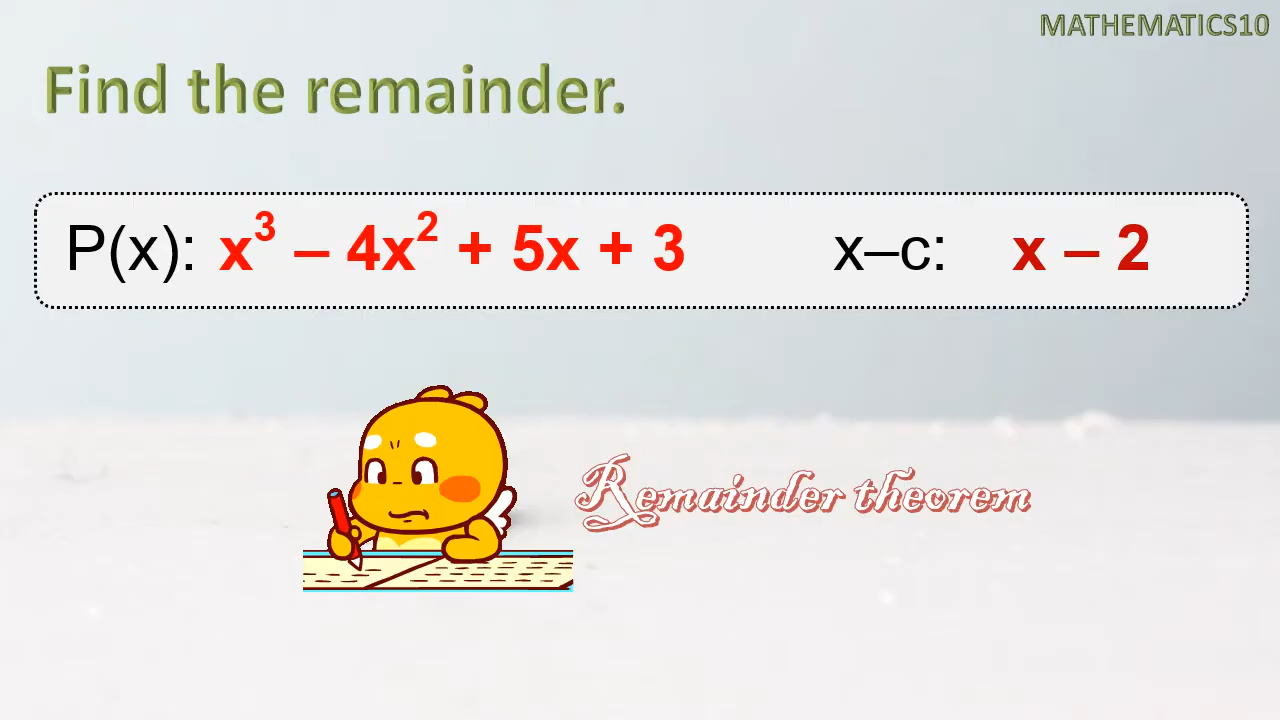 MATHEMATICS10
Find the remainder.
P(x): x³ – 4x² + 5x + 3 x–c: x – 2
Remainder theorem